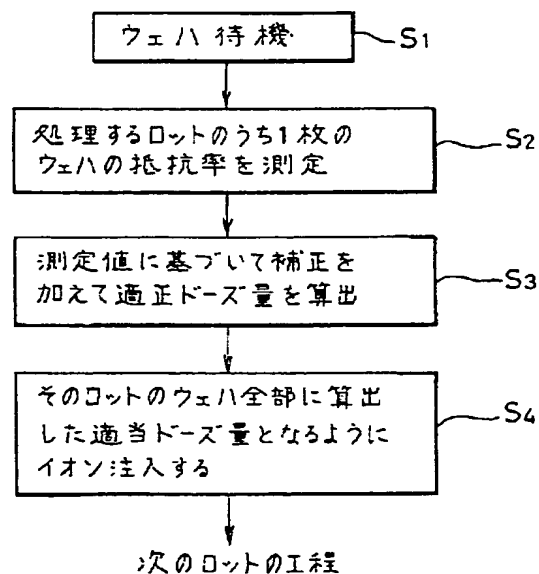 ウェハ待機
S1
処理するロットのうち1枚の
ウェハの抵抗率を測定
S2
測定値に基づいて補正を
加えて適正ドーズ量を算出
S3
そのロットのウェハ全部に算出
した適当ドーズ量となるように
イオン注入する
S4
次のロットの工程